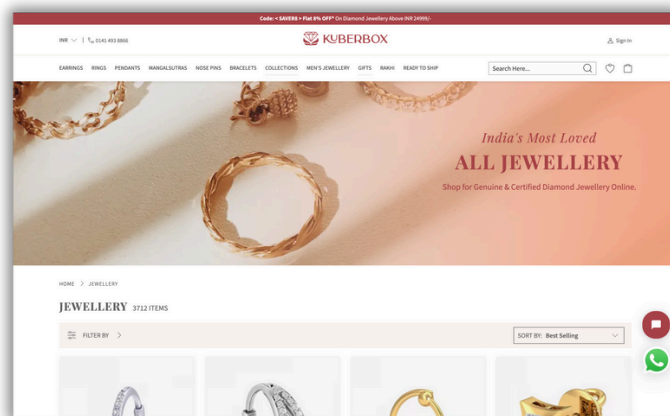 Code: < SAVER8 > Flat 8% OFF* On Diamond Jewellery Above INR 24999/-
INR | 0141 493 8866
KUBERBOX
Sign In
EARRINGS RINGS PENDANTS MANGALSUTRAS NOSE PINS BRACELETS COLLECTIONS MEN'S JEWELLERY GIFTS RAKHI READY TO SHIP
Search Here...
India's Most Loved
ALL JEWELLERY
Shop for Genuine & Certified Diamond Jewellery Online.
HOME > JEWELLERY
JEWELLERY 3712 ITEMS
FILTER BY >
SORT BY: Best Selling